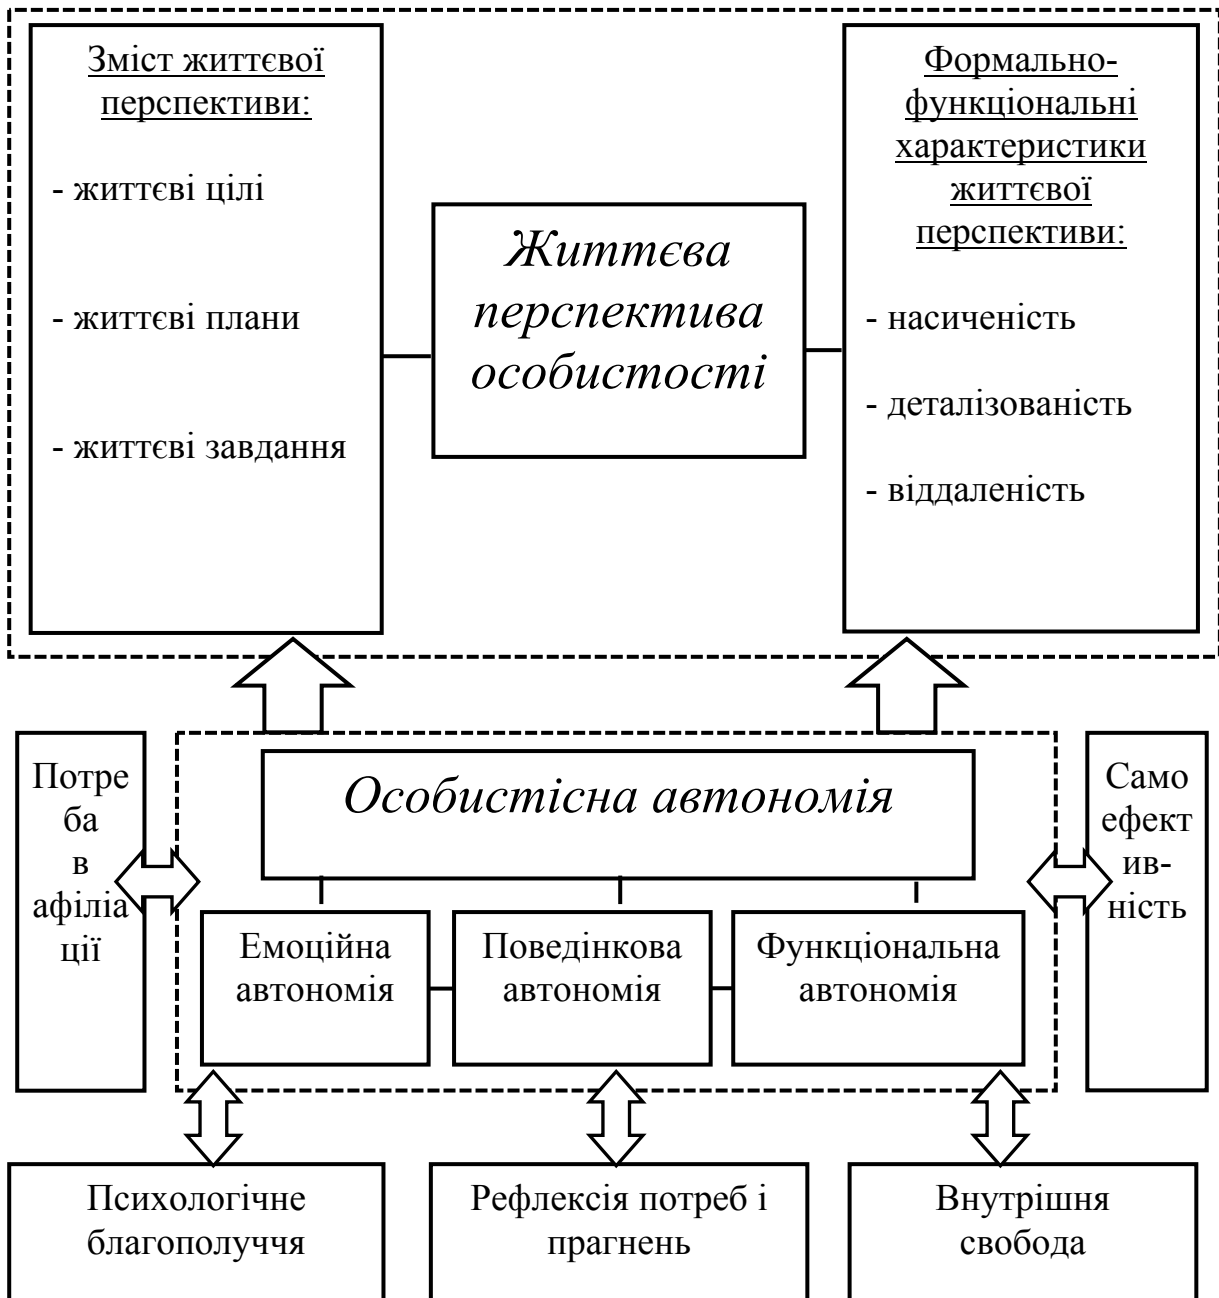 Зміст життєвої
перспективи:
- життєві цілі
- життєві плани
- життєві завдання
Життєва
перспектива
особистості
Формально-
функціональні
характеристики
життєвої
перспективи:
- насиченість
- деталізованість
- віддаленість
Потре
ба
в
афіліа
ції
Особистісна автономія
Емоційна
автономія
Поведінкова
автономія
Функціональна
автономія
Само
ефект
ив-
ність
Психологічне
благополуччя
Рефлексія потреб і
прагнень
Внутрішня
свобода